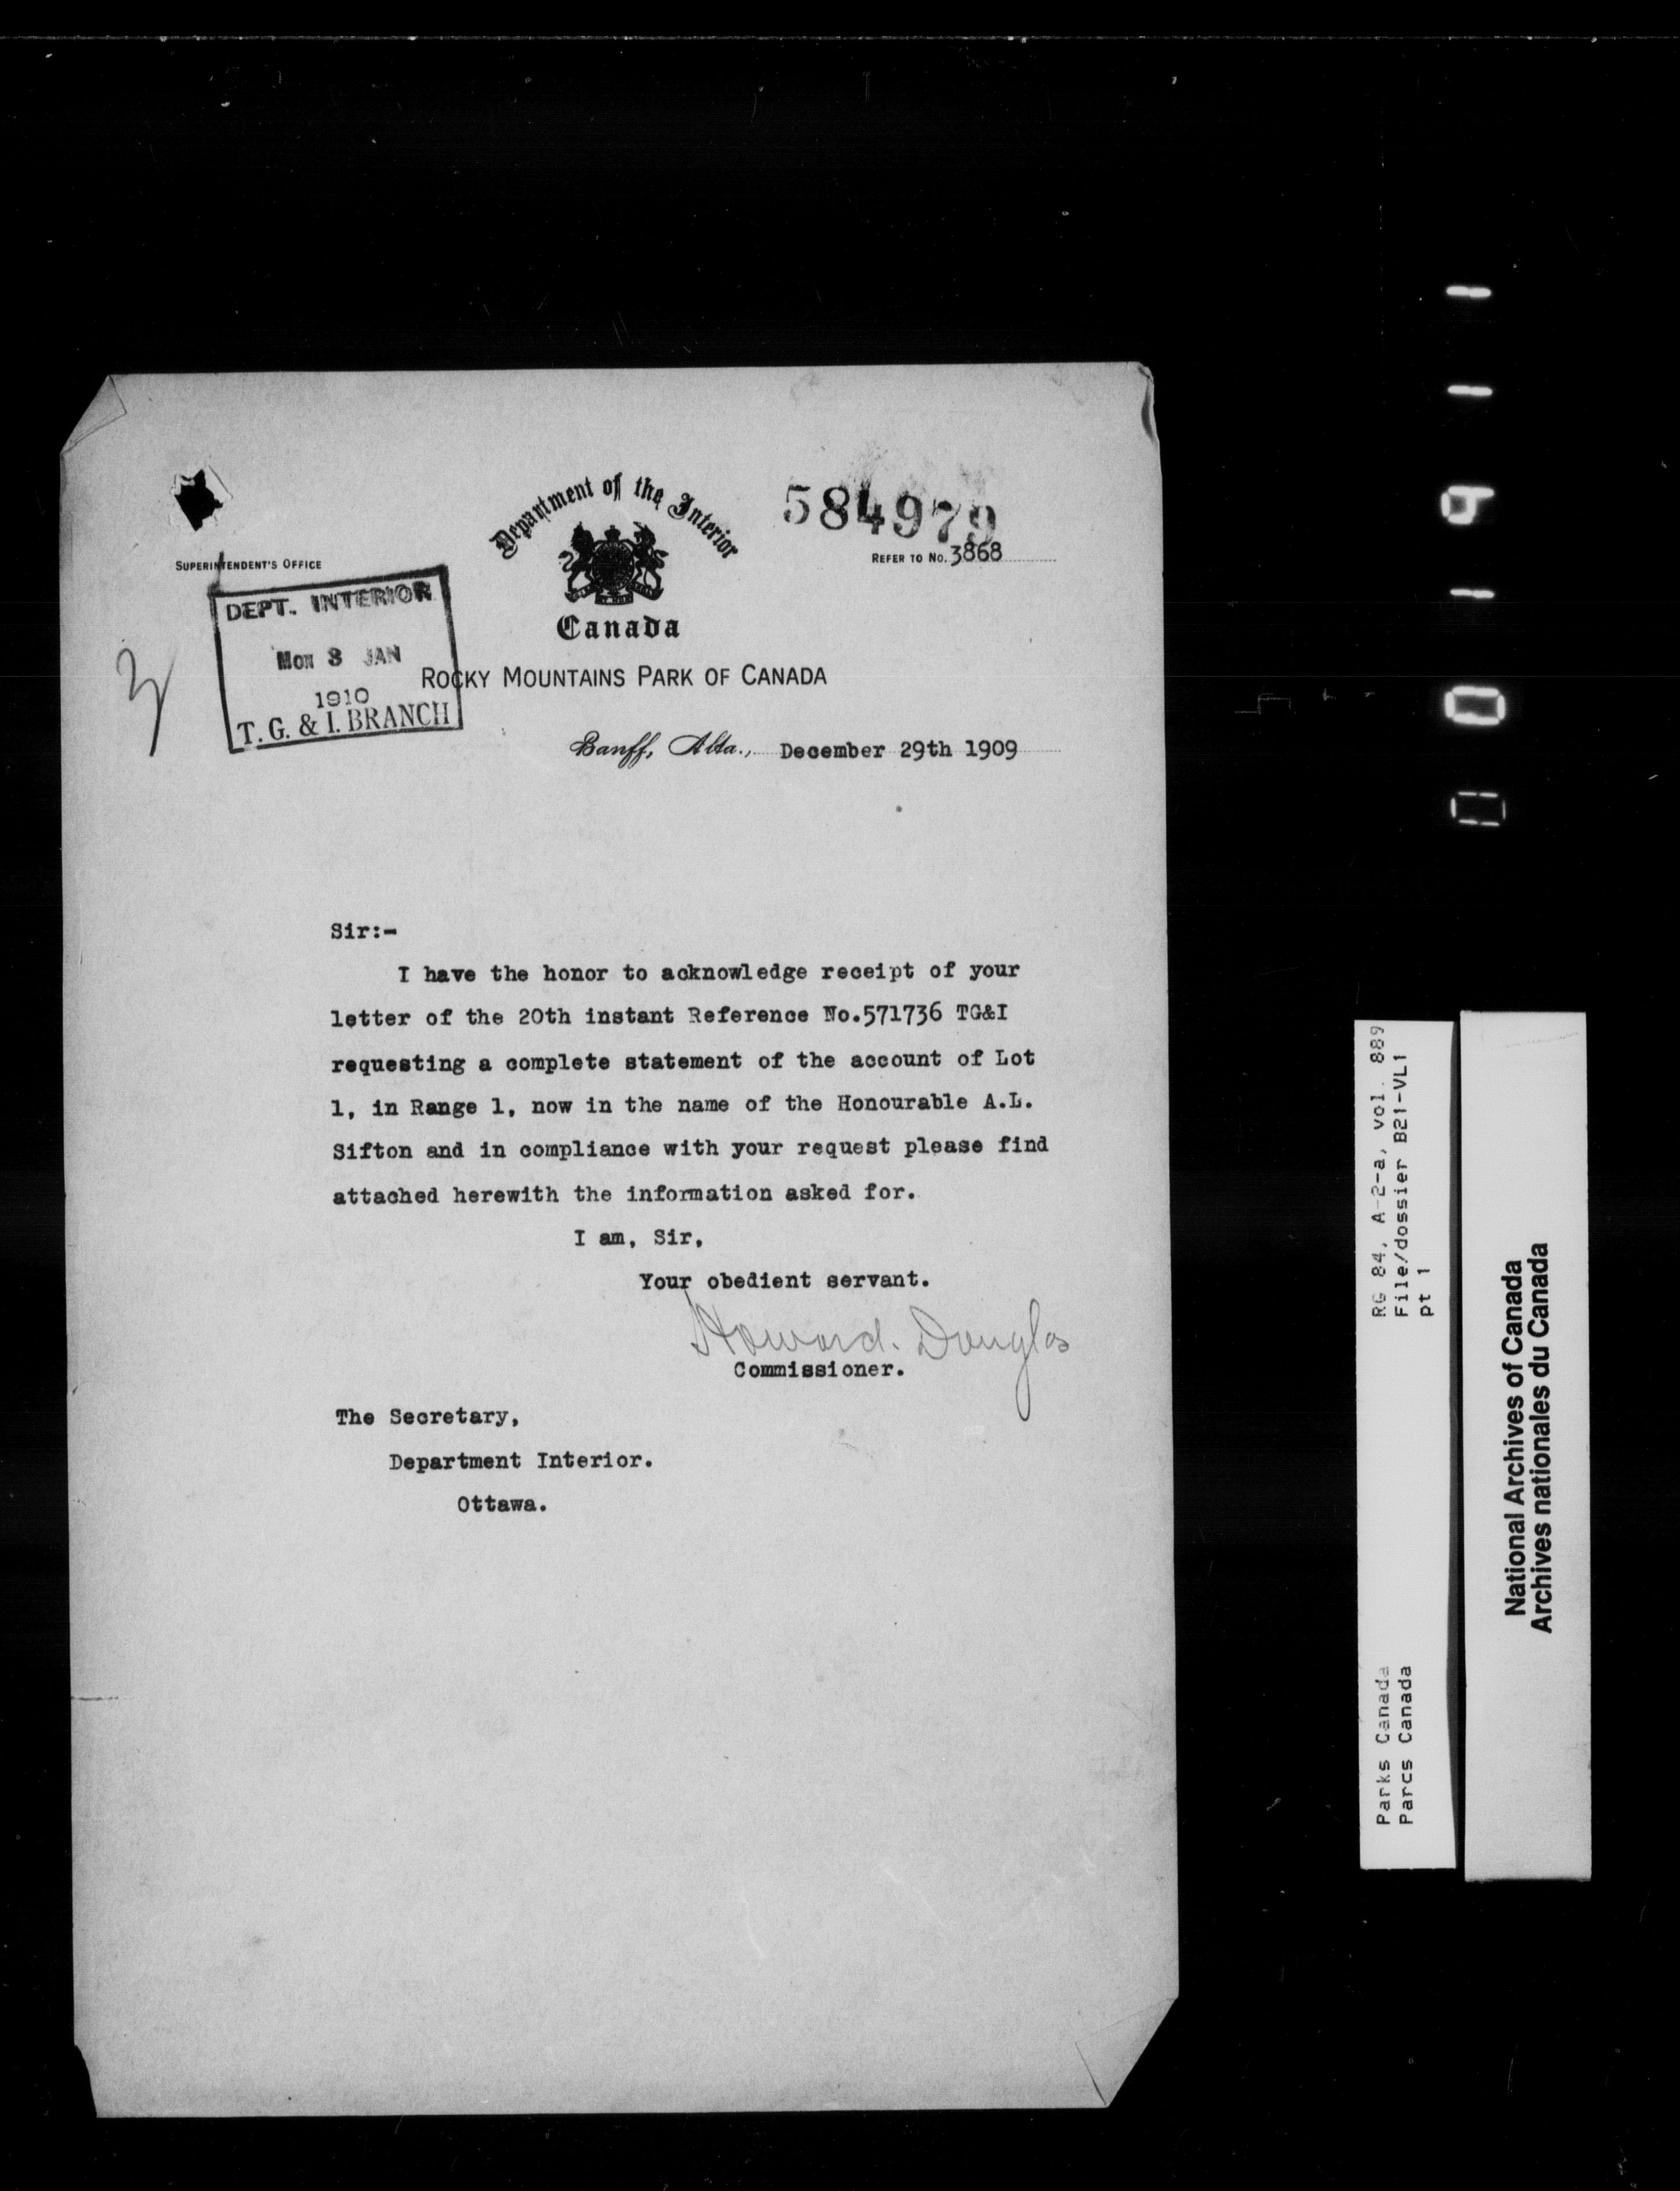 Department of the Interior
584979
REFER TO No. 3868
SUPERINTENDENT'S OFFICE
DEPT. INTERIOR
Mon 3 JAN
1910
T. G. & I. BRANCH
Canada
ROCKY MOUNTAINS PARK OF CANADA
Banff, Alta., December 29th 1909
Sir:-
I have the honor to acknowledge receipt of your
letter of the 20th instant Reference No.571736 TG&I
requesting a complete statement of the account of Lot
1, in Range 1, now in the name of the Honourable A.L.
Sifton and in compliance with your request please find
attached herewith the information asked for.
I am, Sir,
Your obedient servant.
Howard. Douglas
Commissioner.
The Secretary,
Department Interior.
Ottawa.
RG 84, A-2-a, vol. 889
File/dossier B21-VL1
pt 1
Parks Canada
Parcs Canada
National Archives of Canada
Archives nationales du Canada